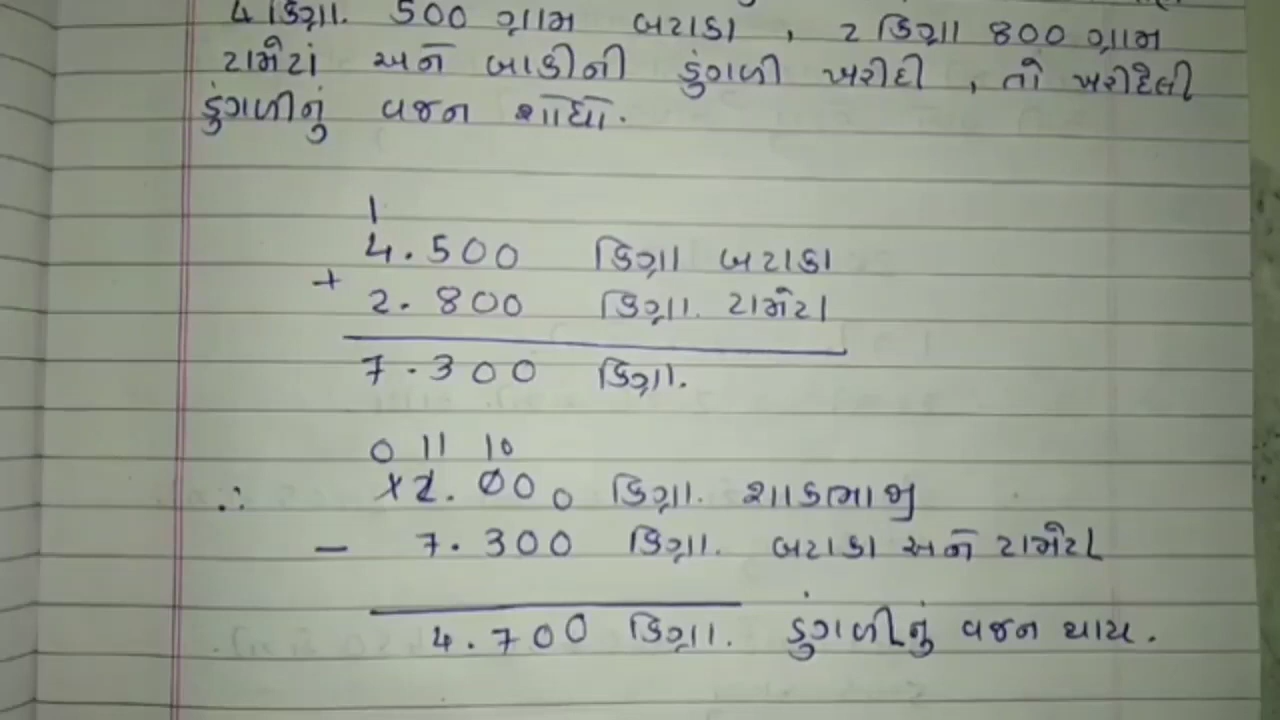 4 કિગ્રા. 500 ગ્રામ બટાકા , 2 કિગ્રા 800 ગ્રામ
ટામેટાં અને બાકીની ડુંગળી ખરીદી , તો ખરીદેલી
ડુંગળીનું વજન શોધો.
1
4.500 કિગ્રા બટાકા
+ 2.800 કિગ્રા. ટામેટા
7.300 કિગ્રા.
0 11 10
∴ 12.000 કિગ્રા. શાકભાજી
- 7.300 કિગ્રા. બટાકા અને ટામેટા
4.700 કિગ્રા. ડુંગળીનું વજન થાય.